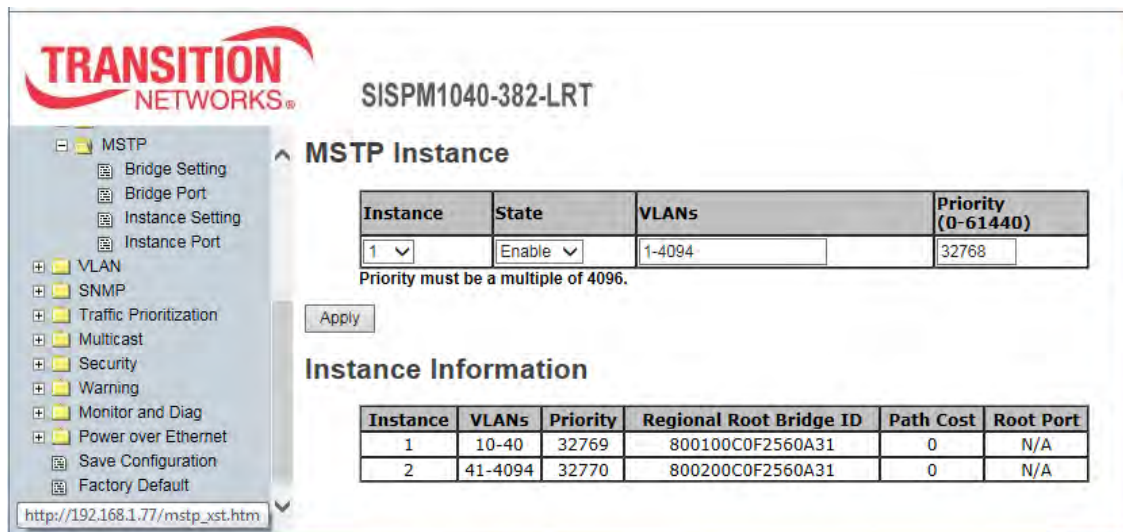 TRANSITION
NETWORKS®
SISPM1040-382-LRT
MSTP
Bridge Setting
Bridge Port
Instance Setting
Instance Port
VLAN
SNMP
Traffic Prioritization
Multicast
Security
Warning
Monitor and Diag
Power over Ethernet
Save Configuration
Factory Default
http://192.168.1.77/mstp_xst.htm
MSTP Instance
Instance State VLANs Priority
(0-61440)
1 Enable 1-4094 32768
Priority must be a multiple of 4096.
Apply
Instance Information
Instance VLANs Priority Regional Root Bridge ID Path Cost Root Port
1 10-40 32769 800100C0F2560A31 0 N/A
2 41-4094 32770 800200C0F2560A31 0 N/A